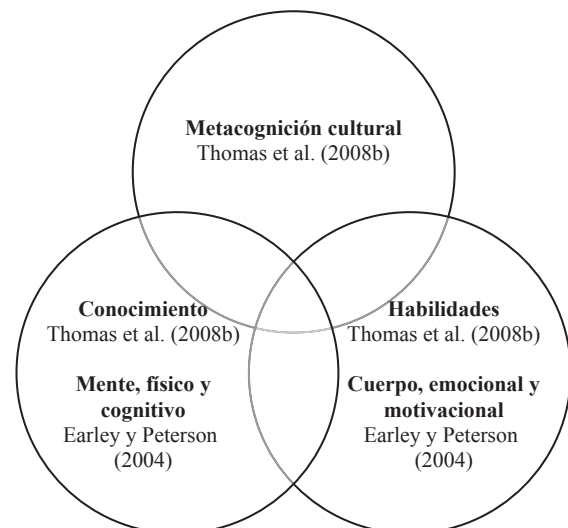 Metacognición cultural
Thomas et al. (2008b)
Conocimiento
Thomas et al. (2008b)
Mente, físico y
cognitivo
Earley y Peterson
(2004)
Habilidades
Thomas et al. (2008b)
Cuerpo, emocional y
motivacional
Earley y Peterson
(2004)